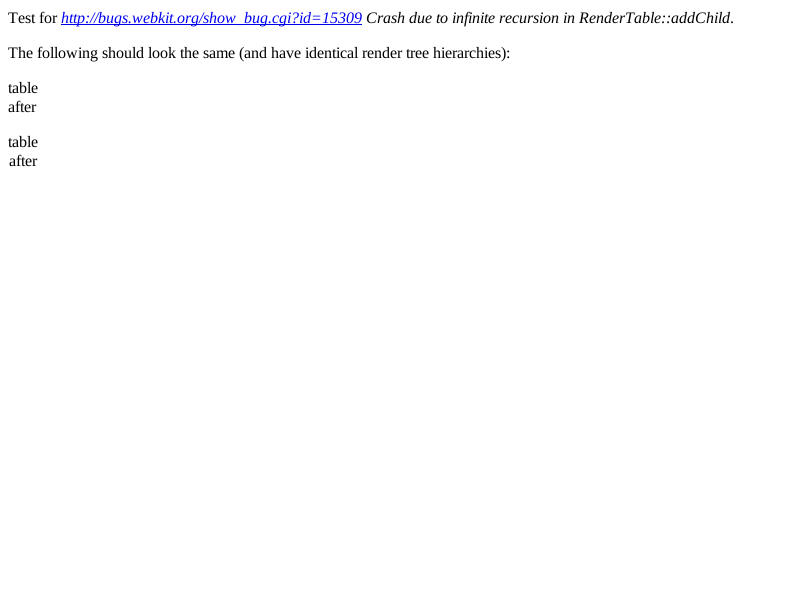 Test for http://bugs.webkit.org/show_bug.cgi?id=15309 Crash due to infinite recursion in RenderTable::addChild.
The following should look the same (and have identical render tree hierarchies):
table
after
table
after